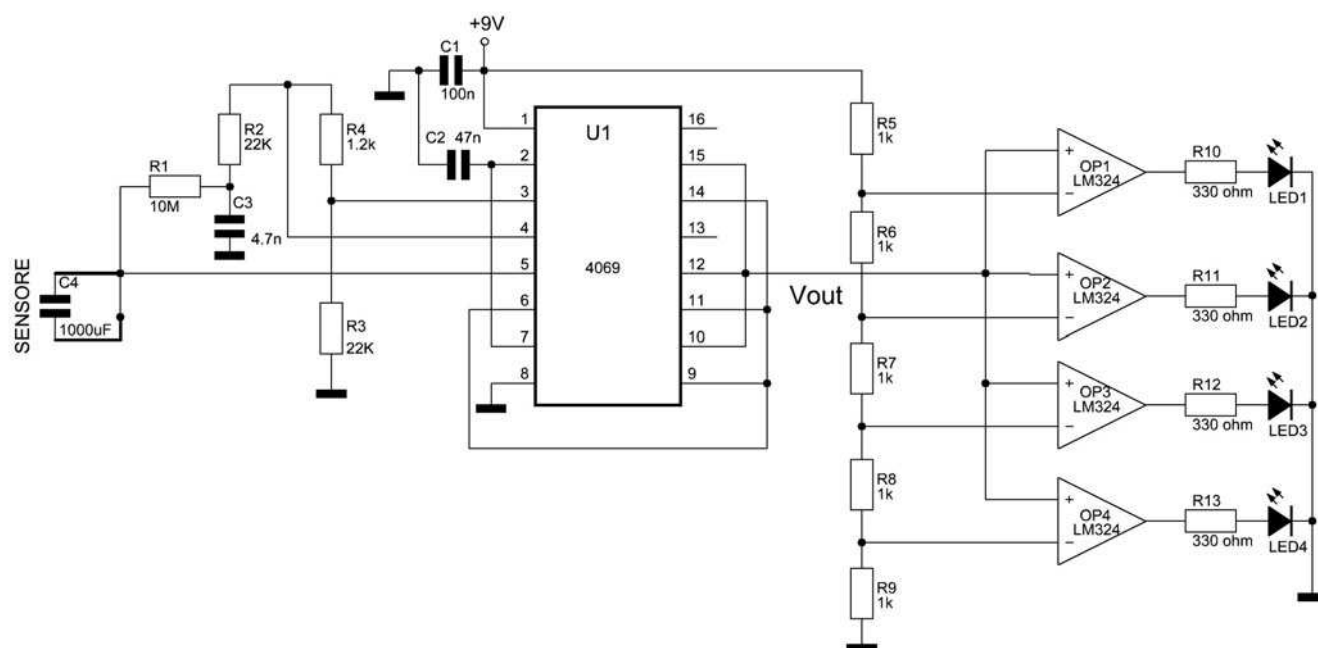 +9V
C1
100n
R2
22K
R4
1.2k
C2 47n
U1
4069
1
2
3
4
5
6
7
8
16
15
14
13
12
11
10
9
R1
10M
C3
4.7n
SENSORE
C4
1000uF
R3
22K
Vout
R5
1k
R6
1k
R7
1k
R8
1k
R9
1k
+
OP1
LM324
−
R10
330 ohm
LED1
+
OP2
LM324
−
R11
330 ohm
LED2
+
OP3
LM324
−
R12
330 ohm
LED3
+
OP4
LM324
−
R13
330 ohm
LED4